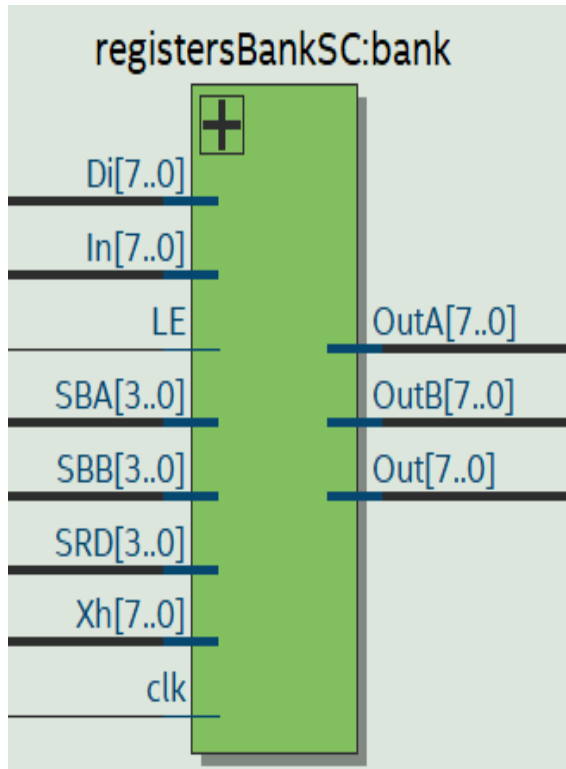 registersBankSC:bank
Di[7..0]
In[7..0]
LE
SBA[3..0]
SBB[3..0]
SRD[3..0]
Xh[7..0]
clk
OutA[7..0]
OutB[7..0]
Out[7..0]